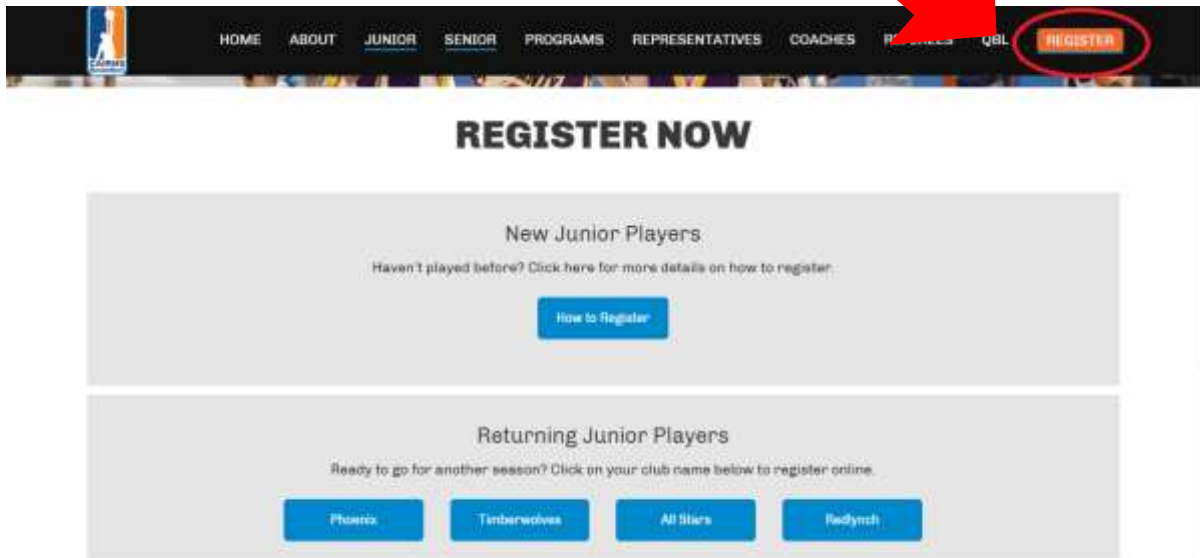 HOME ABOUT JUNIOR SENIOR PROGRAMS REPRESENTATIVES COACHES REFEREES QBL REGISTER
CAIRNS
REGISTER NOW
New Junior Players
Haven't played before? Click here for more details on how to register.
How to Register
Returning Junior Players
Ready to go for another season? Click on your club name below to register online.
Phoenix Timberwolves All Stars Redlynch